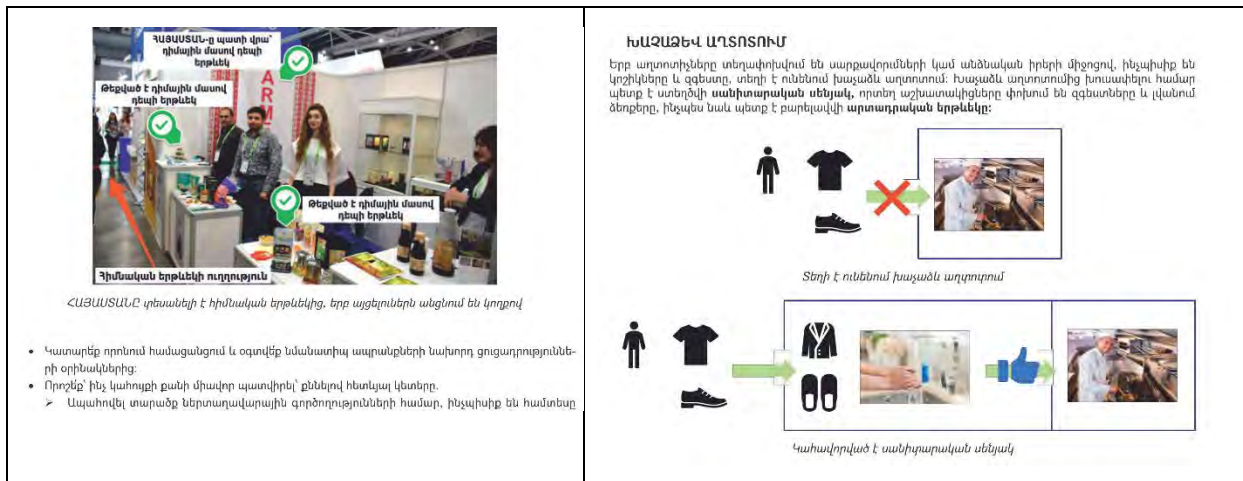 ՀԱՅԱՍՏԱՆ-ը պատի վրա՝
դիմային մասով դեպի
երթևեկ
Թեքված է դիմային մասով
դեպի երթևեկ
ARM
Թեքված է դիմային մասով
դեպի երթևեկ
Հիմնական երթևեկի ուղղություն
ՀԱՅԱՍՏԱՆԸ տեսանելի է հիմնական երթևեկից, երբ այցելուներն անցնում են կողքով
• Կատարե՛ք որոնում համացանցում և օգտվե՛ք նմանատիպ ապրանքների նախորդ ցուցադրություննե-
րի օրինակներից:
• Որոշե՛ք՝ ինչ կահույքի քանի միավոր պատվիրել՝ քննելով հետևյալ կետերը.
➢ Ապահովել տարածք ներտաղավարային գործողությունների համար, ինչպիսիք են համտեսը
ԽԱՉԱՁԵՎ ԱՂՏՈՏՈՒՄ
Երբ աղտոտիչները տեղափոխվում են սարքավորումների կամ անձնական իրերի միջոցով, ինչպիսիք են
կոշիկները և զգեստը, տեղի է ունենում խաչաձև աղտոտում: Խաչաձև աղտոտումից խուսափելու համար
պետք է ստեղծվի սանիտարական սենյակ, որտեղ աշխատակիցները փոխում են զգեստները և լվանում
ձեռքերը, ինչպես նաև պետք է բարելավվի արտադրական երթևեկը:
Տեղի է ունենում խաչաձև աղտոտում
Կահավորված է սանիտարական սենյակ